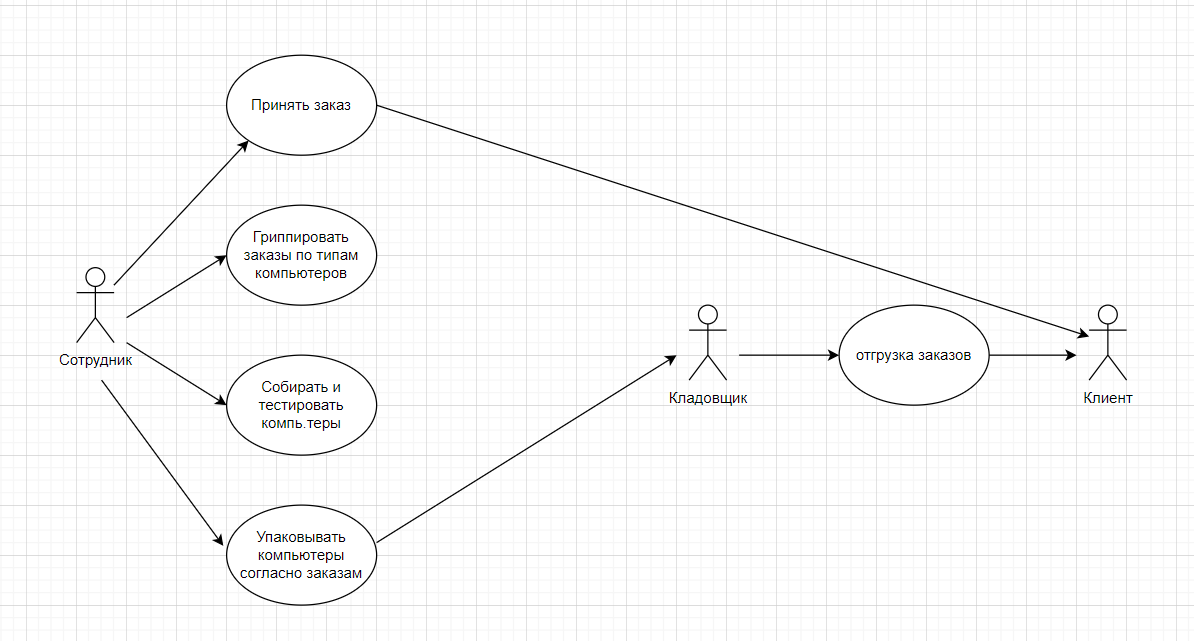 Принять заказ
Гриппировать
заказы по типам
компьютеров
Сотрудник
Собирать и
тестировать
компь.теры
Упаковывать
компьютеры
согласно заказам
Кладовщик
отгрузка заказов
Клиент